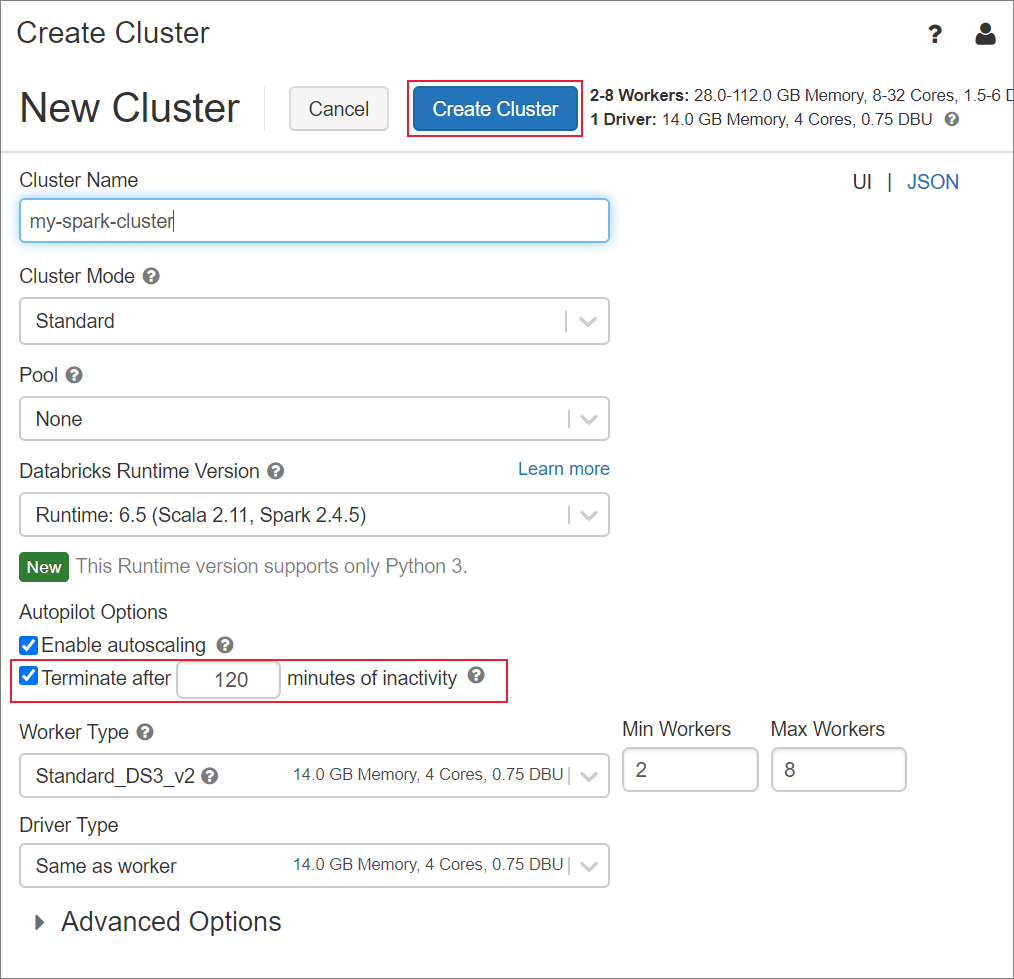 Create Cluster
?
New Cluster
Cancel
Create Cluster
2-8 Workers: 28.0-112.0 GB Memory, 8-32 Cores, 1.5-6 D
1 Driver: 14.0 GB Memory, 4 Cores, 0.75 DBU ?
Cluster Name
UI | JSON
my-spark-cluster
Cluster Mode ?
Standard
Pool ?
None
Databricks Runtime Version ?
Learn more
Runtime: 6.5 (Scala 2.11, Spark 2.4.5)
New This Runtime version supports only Python 3.
Autopilot Options
Enable autoscaling ?
Terminate after 120 minutes of inactivity ?
Worker Type ?
Min Workers
Max Workers
Standard_DS3_v2 ? 14.0 GB Memory, 4 Cores, 0.75 DBU
2
8
Driver Type
Same as worker 14.0 GB Memory, 4 Cores, 0.75 DBU
Advanced Options